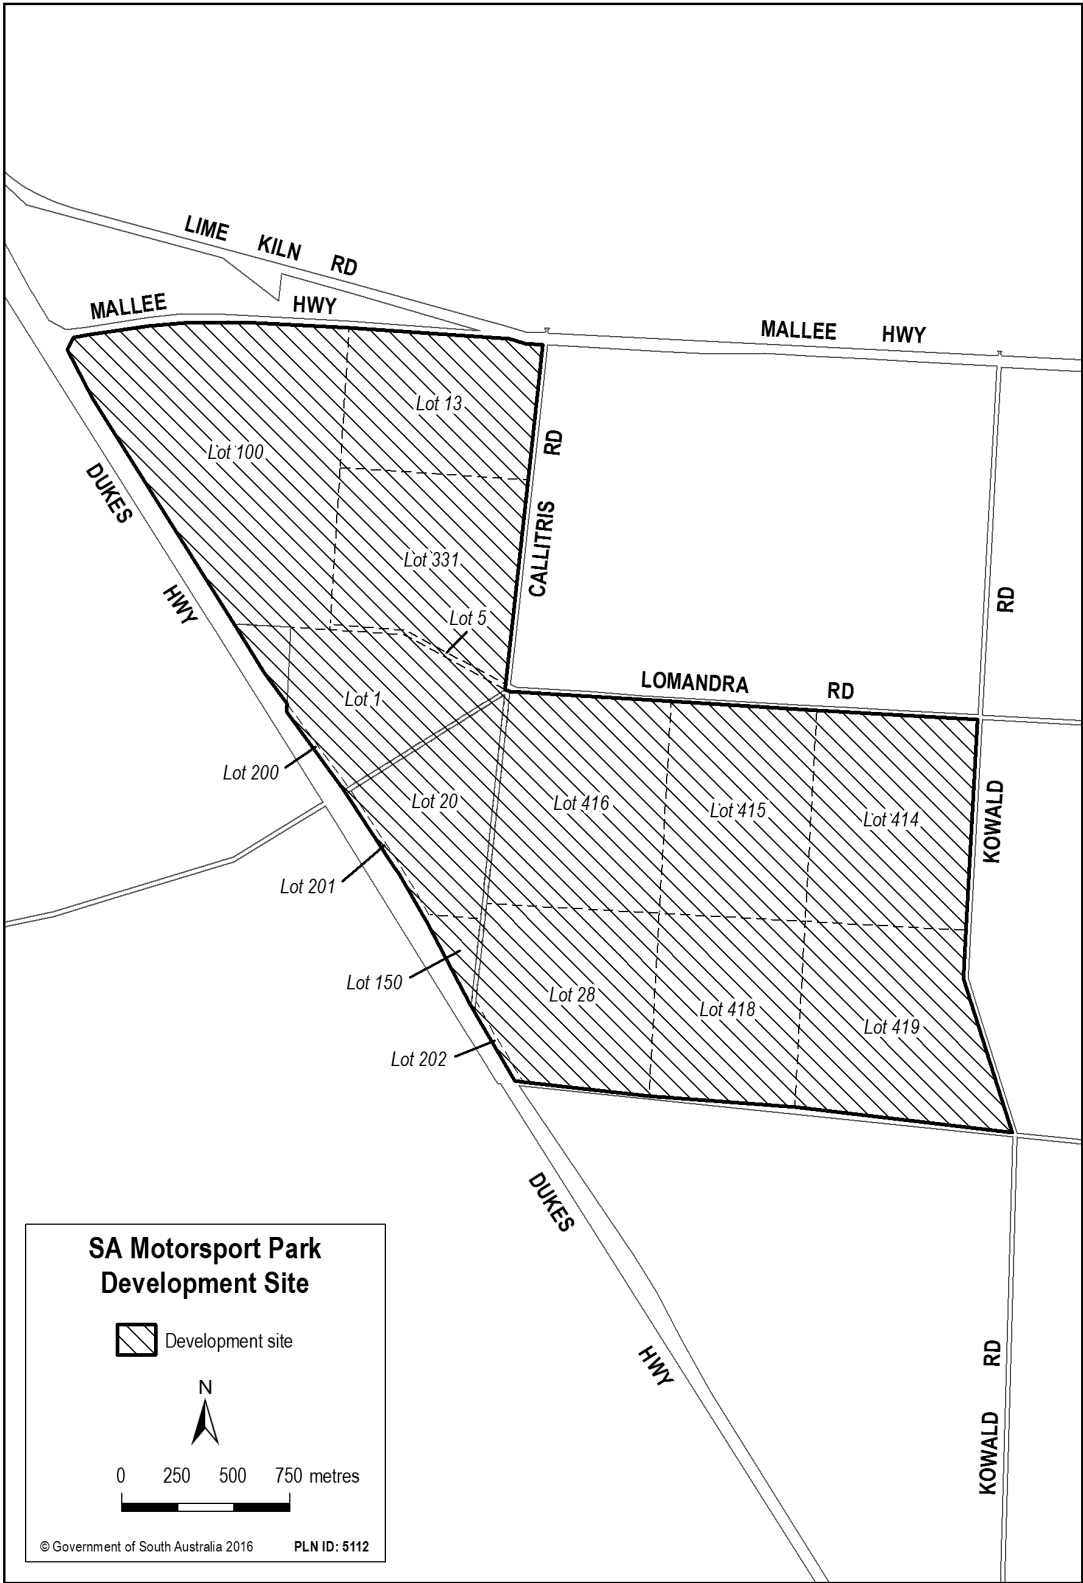 LIME KILN RD
MALLEE HWY
MALLEE HWY
Lot 13
RD
Lot 100
DUKES
CALLITRIS
Lot 331
HWY
RD
Lot 5
LOMANDRA RD
Lot 1
Lot 200
Lot 20
Lot 416
Lot 415
Lot 414
KOWALD
Lot 201
Lot 150
Lot 28
Lot 418
Lot 419
Lot 202
DUKES
HWY
RD
KOWALD
SA Motorsport Park
Development Site
Development site
N
0 250 500 750 metres
© Government of South Australia 2016 PLN ID: 5112